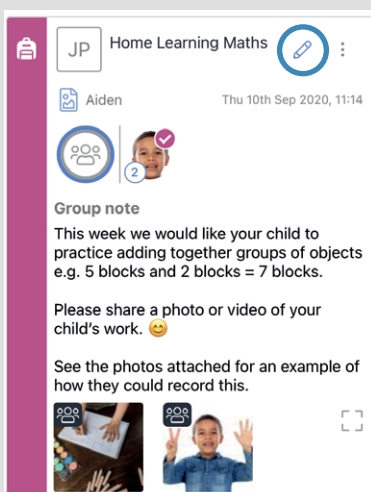 JP
Home Learning Maths
Aiden
Thu 10th Sep 2020, 11:14
2
Group note
This week we would like your child to
practice adding together groups of objects
e.g. 5 blocks and 2 blocks = 7 blocks.
Please share a photo or video of your
child's work. 😊
See the photos attached for an example of
how they could record this.